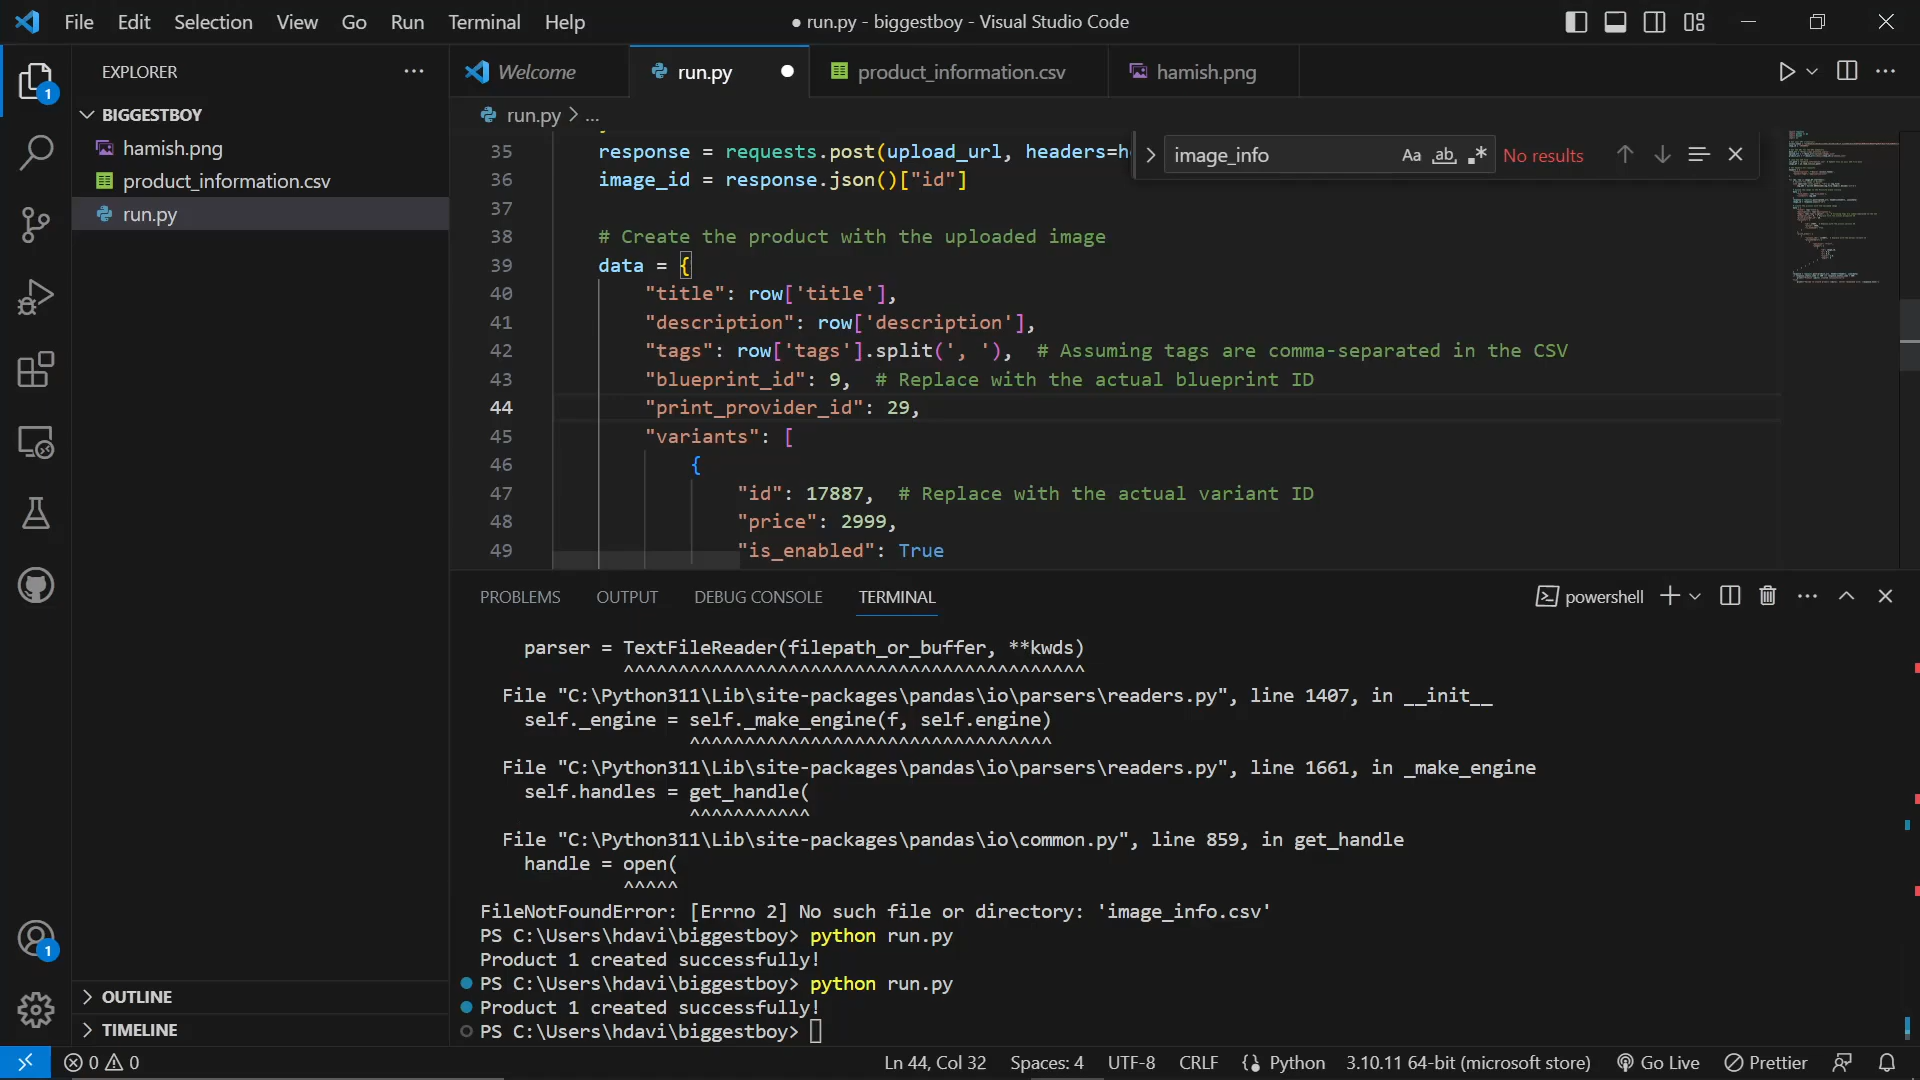 File Edit Selection View Go Run Terminal Help
● run.py - biggestboy - Visual Studio Code
EXPLORER
1
BIGGESTBOY
hamish.png
product_information.csv
run.py
OUTLINE
TIMELINE
1
Welcome
run.py
product_information.csv
hamish.png
run.py > ...
image_info
Aa ab, .* No results
35 response = requests.post(upload_url, headers=h
36 image_id = response.json()["id"]
37
38 # Create the product with the uploaded image
39 data = {
40 "title": row['title'],
41 "description": row['description'],
42 "tags": row['tags'].split(', '),  # Assuming tags are comma-separated in the CSV
43 "blueprint_id": 9,  # Replace with the actual blueprint ID
44 "print_provider_id": 29,
45 "variants": [
46 {
47 "id": 17887,  # Replace with the actual variant ID
48 "price": 2999,
49 "is_enabled": True
PROBLEMS OUTPUT DEBUG CONSOLE TERMINAL
powershell
parser = TextFileReader(filepath_or_buffer, **kwds)
^^^^^^^^^^^^^^^^^^^^^^^^^^^^^^^^^^^^^^^^^^
File "C:\Python311\Lib\site-packages\pandas\io\parsers\readers.py", line 1407, in __init__
self._engine = self._make_engine(f, self.engine)
^^^^^^^^^^^^^^^^^^^^^^^^^^^^^^^^^
File "C:\Python311\Lib\site-packages\pandas\io\parsers\readers.py", line 1661, in _make_engine
self.handles = get_handle(
^^^^^^^^^^^
File "C:\Python311\Lib\site-packages\pandas\io\common.py", line 859, in get_handle
handle = open(
^^^^^
FileNotFoundError: [Errno 2] No such file or directory: 'image_info.csv'
PS C:\Users\hdavi\biggestboy> python run.py
Product 1 created successfully!
PS C:\Users\hdavi\biggestboy> python run.py
Product 1 created successfully!
PS C:\Users\hdavi\biggestboy>
0 0 Ln 44, Col 32 Spaces: 4 UTF-8 CRLF Python 3.10.11 64-bit (microsoft store) Go Live Prettier